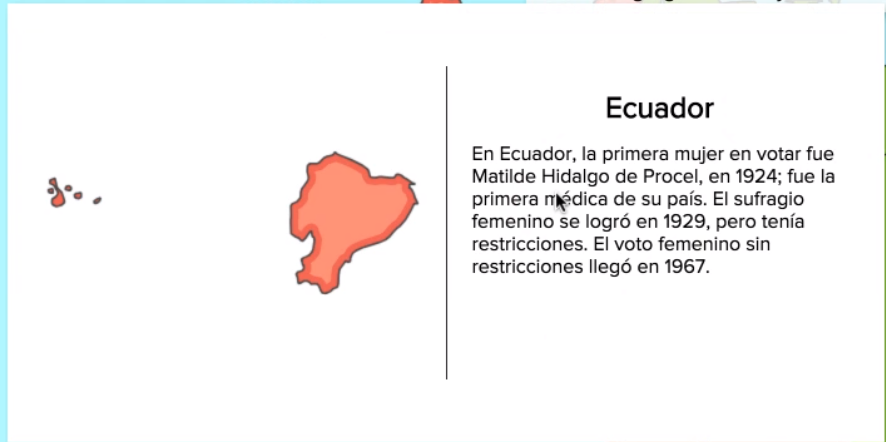 Ecuador
En Ecuador, la primera mujer en votar fue
Matilde Hidalgo de Procel, en 1924; fue la
primera médica de su país. El sufragio
femenino se logró en 1929, pero tenía
restricciones. El voto femenino sin
restricciones llegó en 1967.